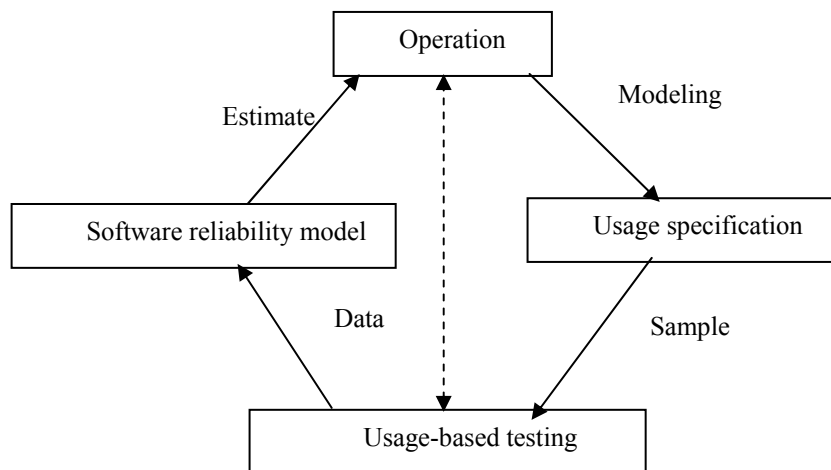 Operation
Modeling
Estimate
Usage specification
Software reliability model
Data
Sample
Usage-based testing